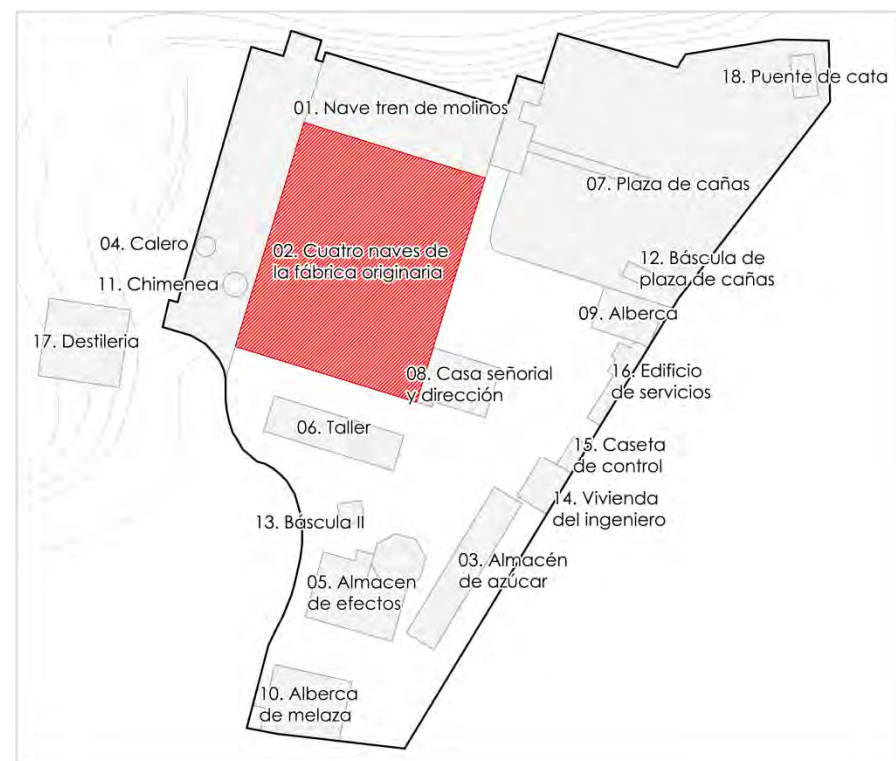 18. Puente de cata
01. Nave tren de molinos
07. Plaza de cañas
04. Calero
02. Cuatro naves de
la fábrica originaria
12. Báscula de
plaza de cañas
11. Chimenea
09. Alberca
17. Destileria
08. Casa señorial
y dirección
16. Edificio
de servicios
06. Taller
15. Caseta
de control
14. Vivienda
del ingeniero
13. Báscula II
03. Almacén
de azúcar
05. Almacen
de efectos
10. Alberca
de melaza